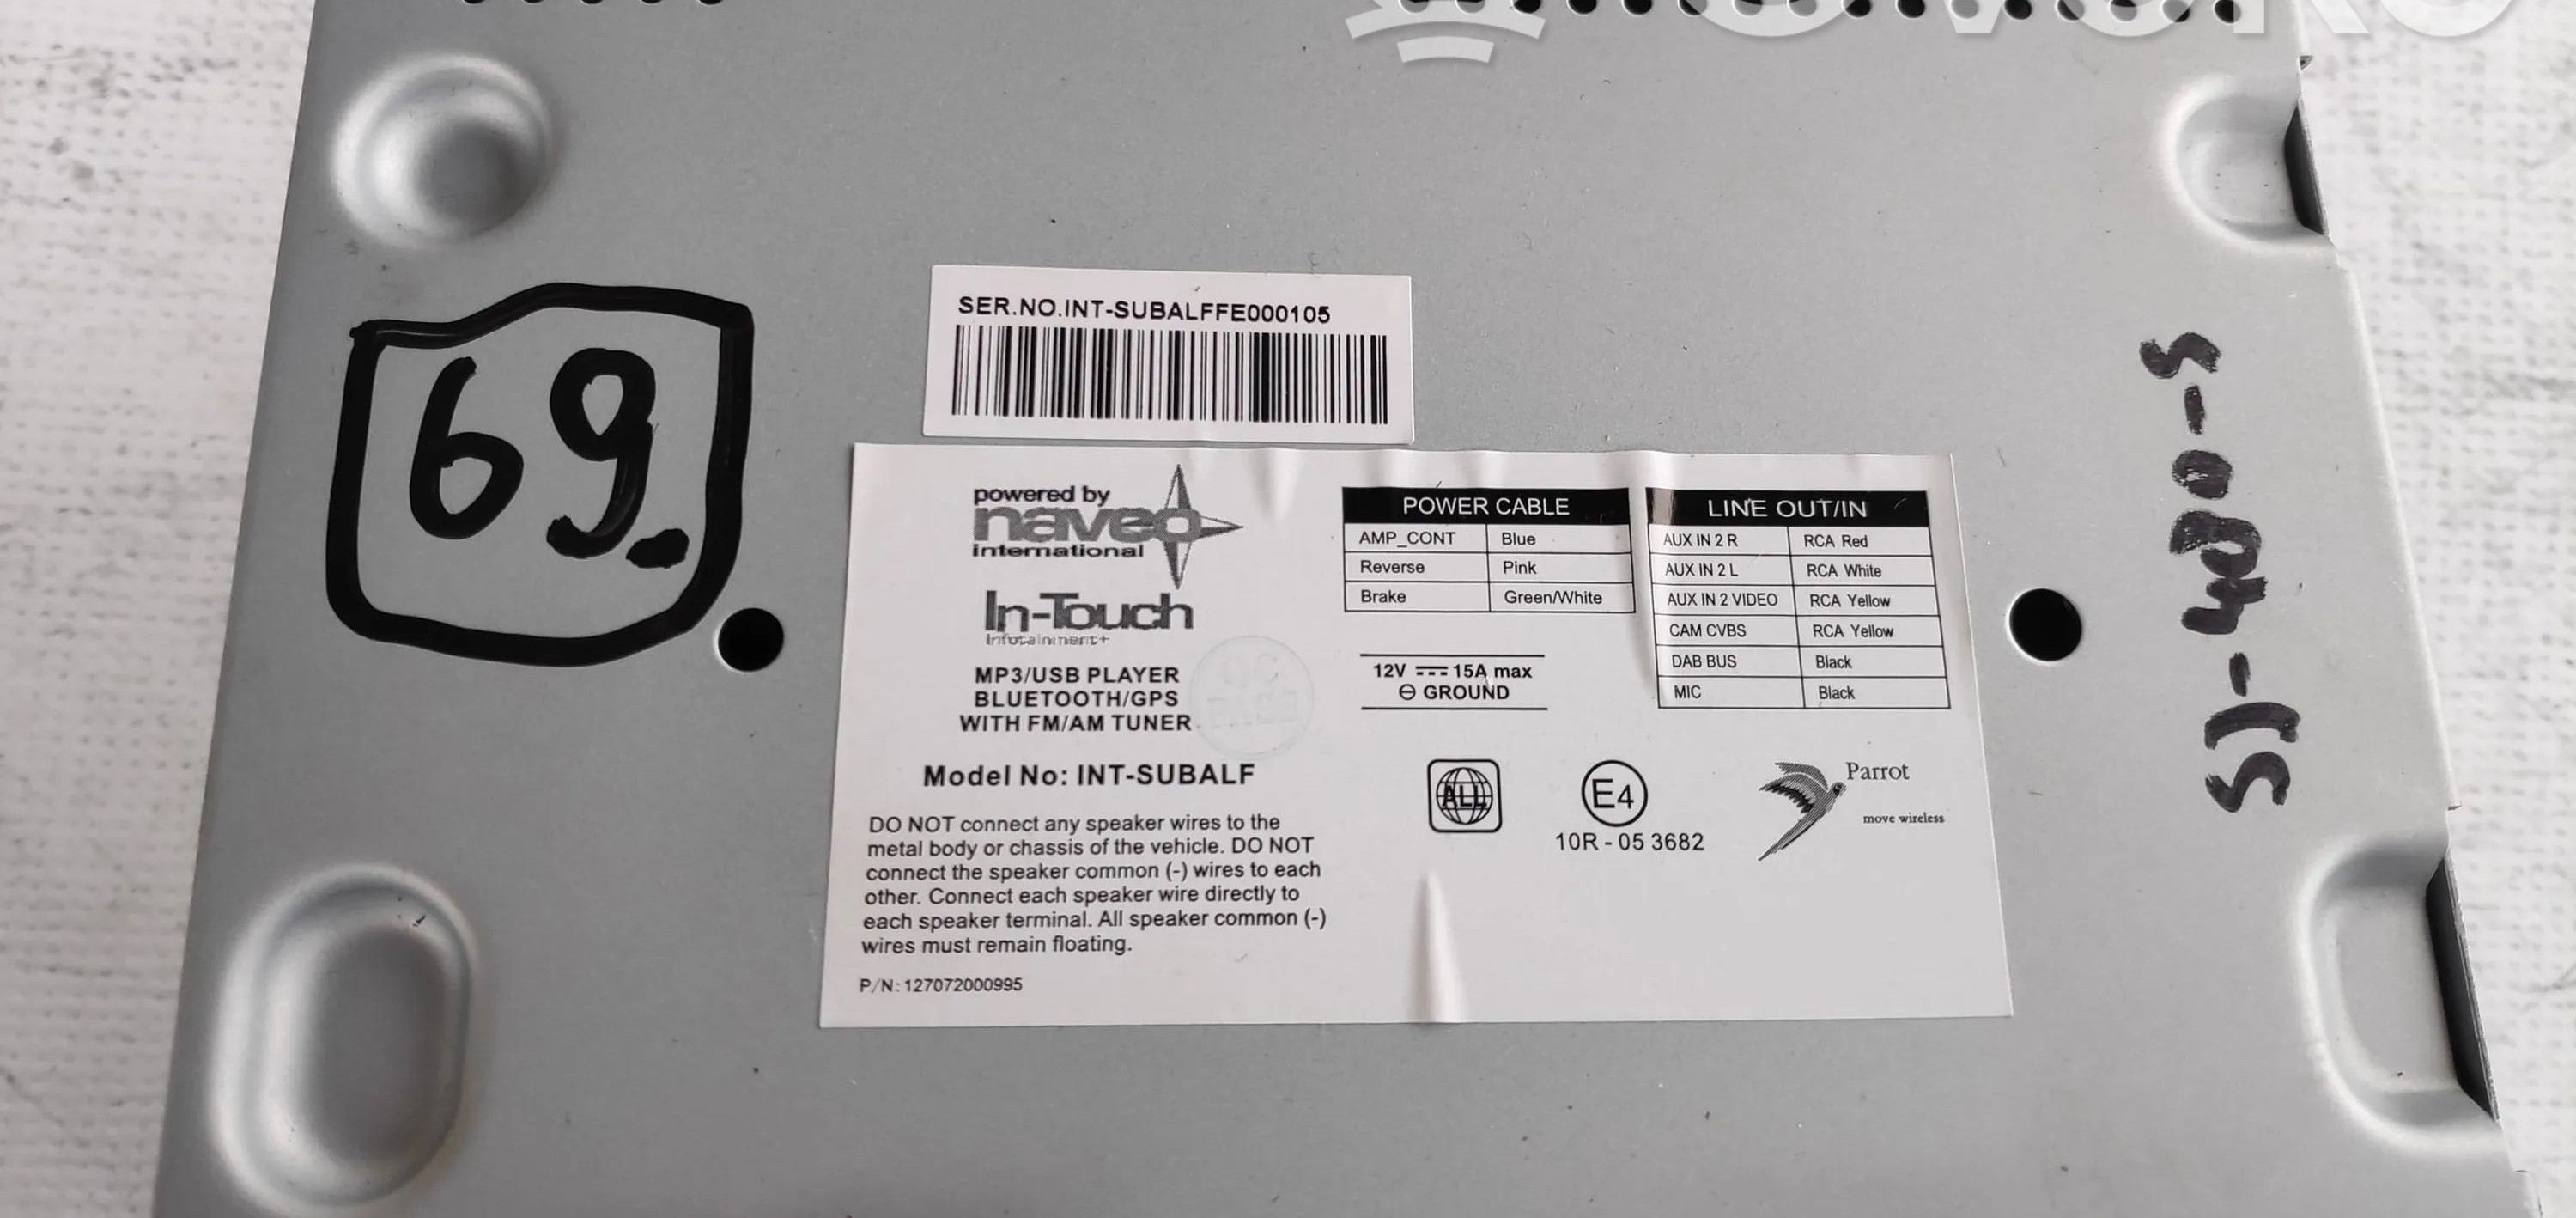 SER.NO.INT-SUBALFFE000105
69.
powered by
naveo
international
In-Touch
Infotainment+
MP3/USB PLAYER
BLUETOOTH/GPS
WITH FM/AM TUNER
Model No: INT-SUBALF
DO NOT connect any speaker wires to the
metal body or chassis of the vehicle. DO NOT
connect the speaker common (-) wires to each
other. Connect each speaker wire directly to
each speaker terminal. All speaker common (-)
wires must remain floating.
P/N: 127072000995
POWER CABLE
AMP_CONT Blue
Reverse Pink
Brake Green/White
12V 15A max
⊖ GROUND
LINE OUT/IN
AUX IN 2 R RCA Red
AUX IN 2 L RCA White
AUX IN 2 VIDEO RCA Yellow
CAM CVBS RCA Yellow
DAB BUS Black
MIC Black
ALL
E4
10R - 05 3682
Parrot
move wireless